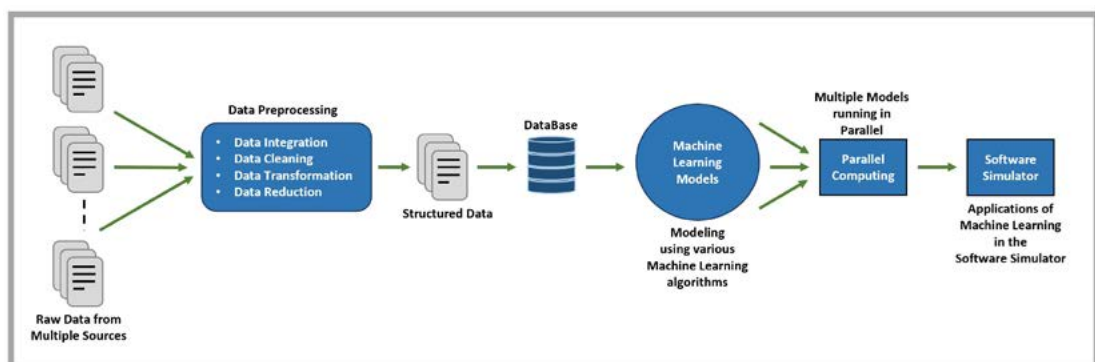 Raw Data from
Multiple Sources
Data Preprocessing
• Data Integration
• Data Cleaning
• Data Transformation
• Data Reduction
Structured Data
DataBase
Machine
Learning
Models
Modeling
using various
Machine Learning
algorithms
Multiple Models
running in
Parallel
Parallel
Computing
Software
Simulator
Applications of
Machine Learning
in the
Software Simulator